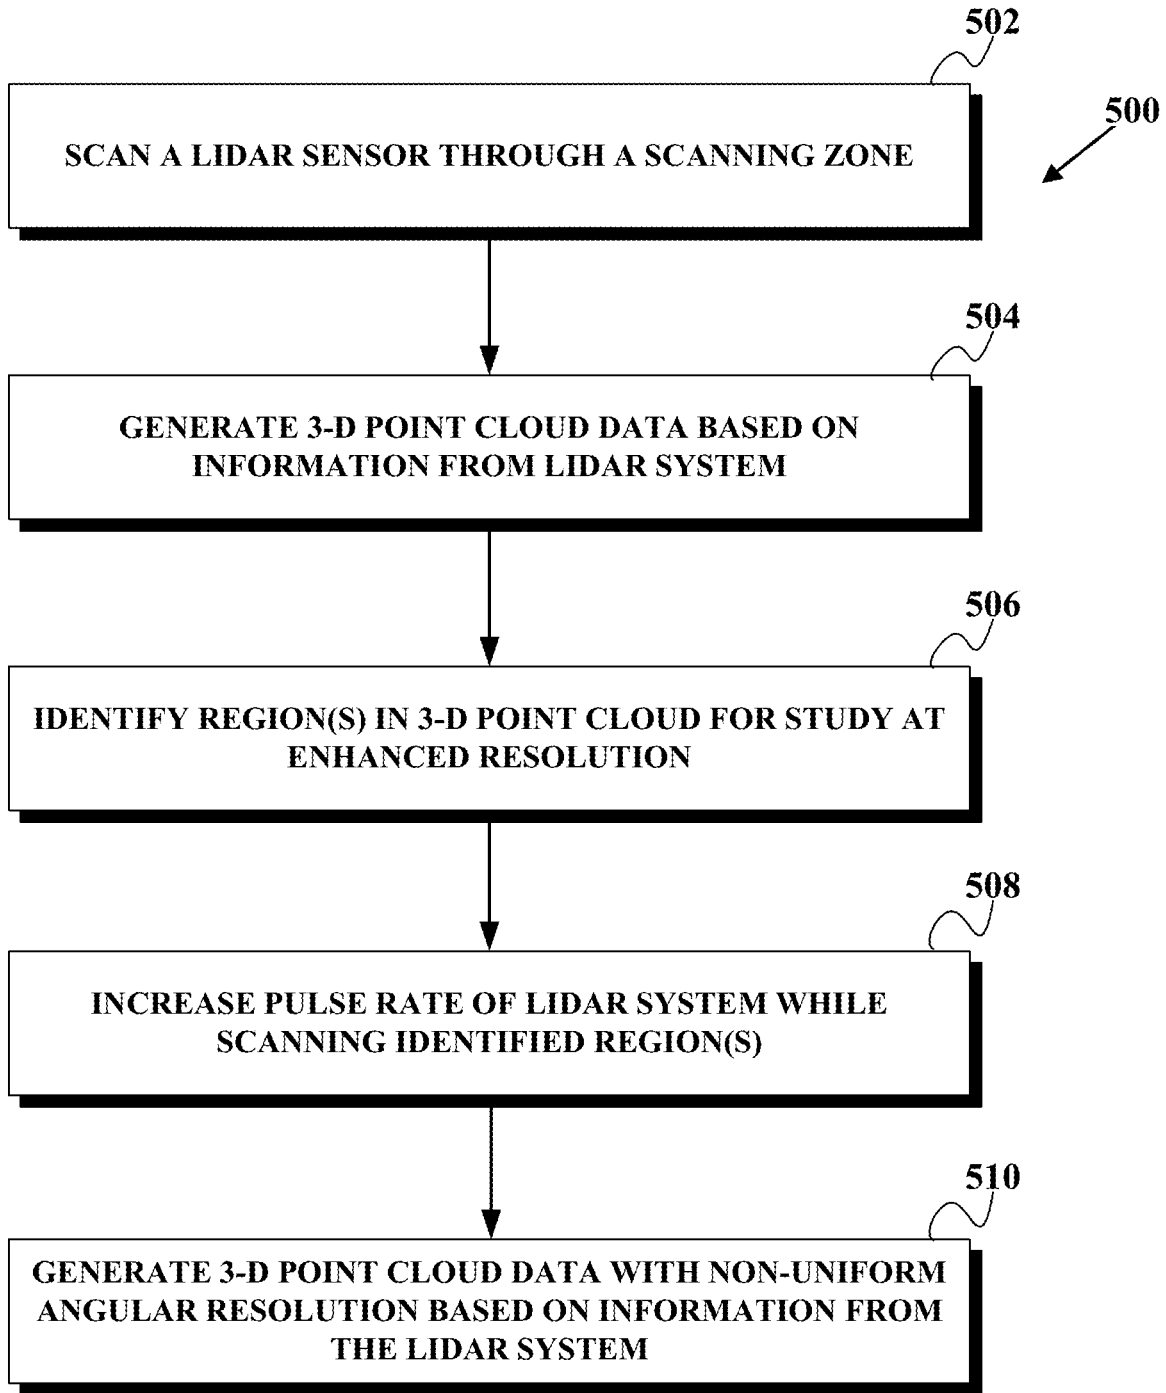 502
500
SCAN A LIDAR SENSOR THROUGH A SCANNING ZONE
504
GENERATE 3-D POINT CLOUD DATA BASED ON
INFORMATION FROM LIDAR SYSTEM
506
IDENTIFY REGION(S) IN 3-D POINT CLOUD FOR STUDY AT
ENHANCED RESOLUTION
508
INCREASE PULSE RATE OF LIDAR SYSTEM WHILE
SCANNING IDENTIFIED REGION(S)
510
GENERATE 3-D POINT CLOUD DATA WITH NON-UNIFORM
ANGULAR RESOLUTION BASED ON INFORMATION FROM
THE LIDAR SYSTEM